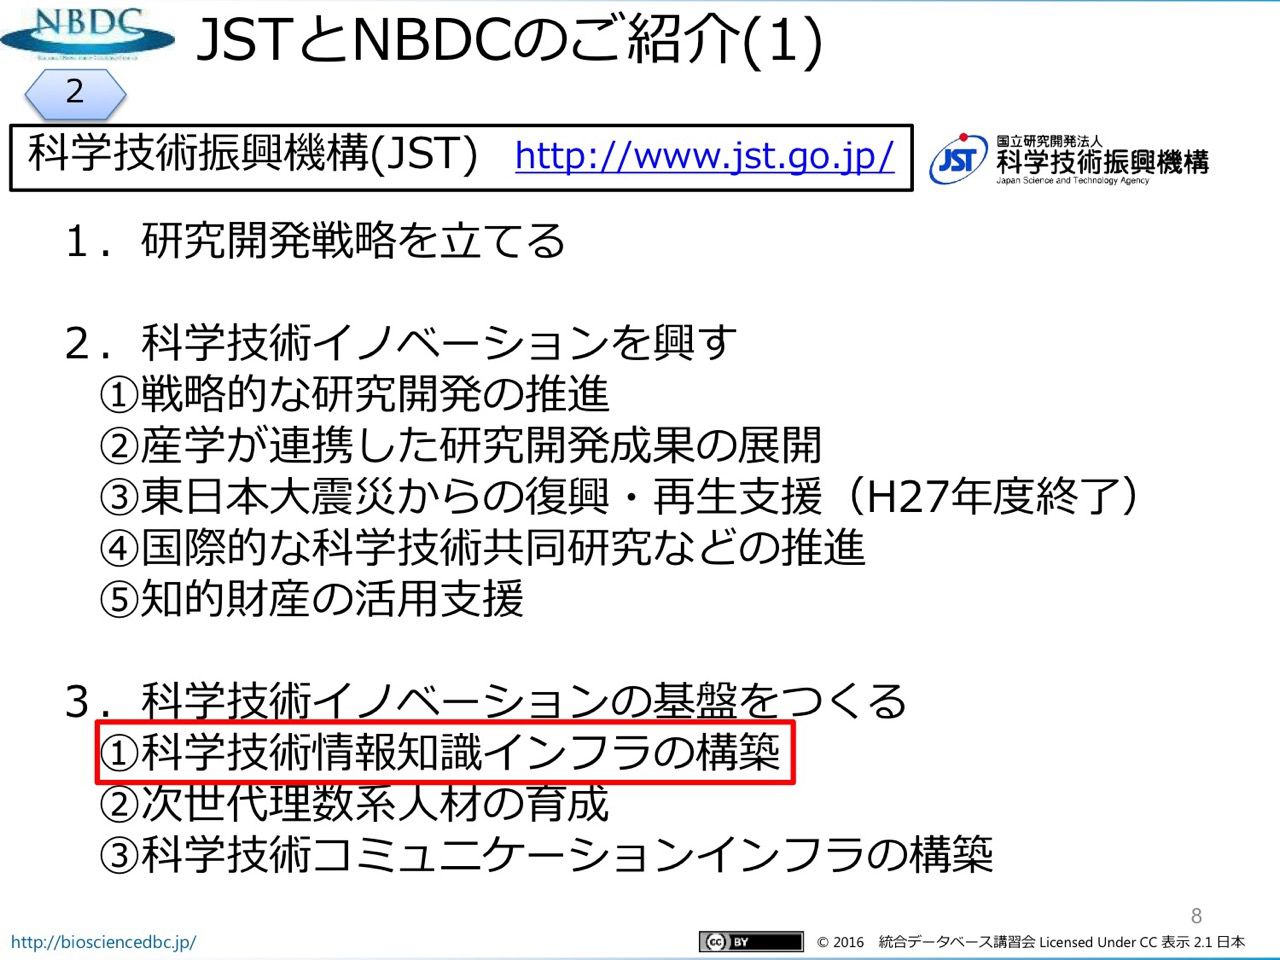 NBDC
JSTとNBDCのご紹介(1)
2
科学技術振興機構(JST) http://www.jst.go.jp/
JST
国立研究開発法人
科学技術振興機構
Japan Science and Technology Agency
１．研究開発戦略を立てる
２．科学技術イノベーションを興す
①戦略的な研究開発の推進
②産学が連携した研究開発成果の展開
③東日本大震災からの復興・再生支援（H27年度終了）
④国際的な科学技術共同研究などの推進
⑤知的財産の活用支援
３．科学技術イノベーションの基盤をつくる
①科学技術情報知識インフラの構築
②次世代理数系人材の育成
③科学技術コミュニケーションインフラの構築
8
http://biosciencedbc.jp/
cc BY
© 2016 統合データベース講習会 Licensed Under CC 表示 2.1 日本